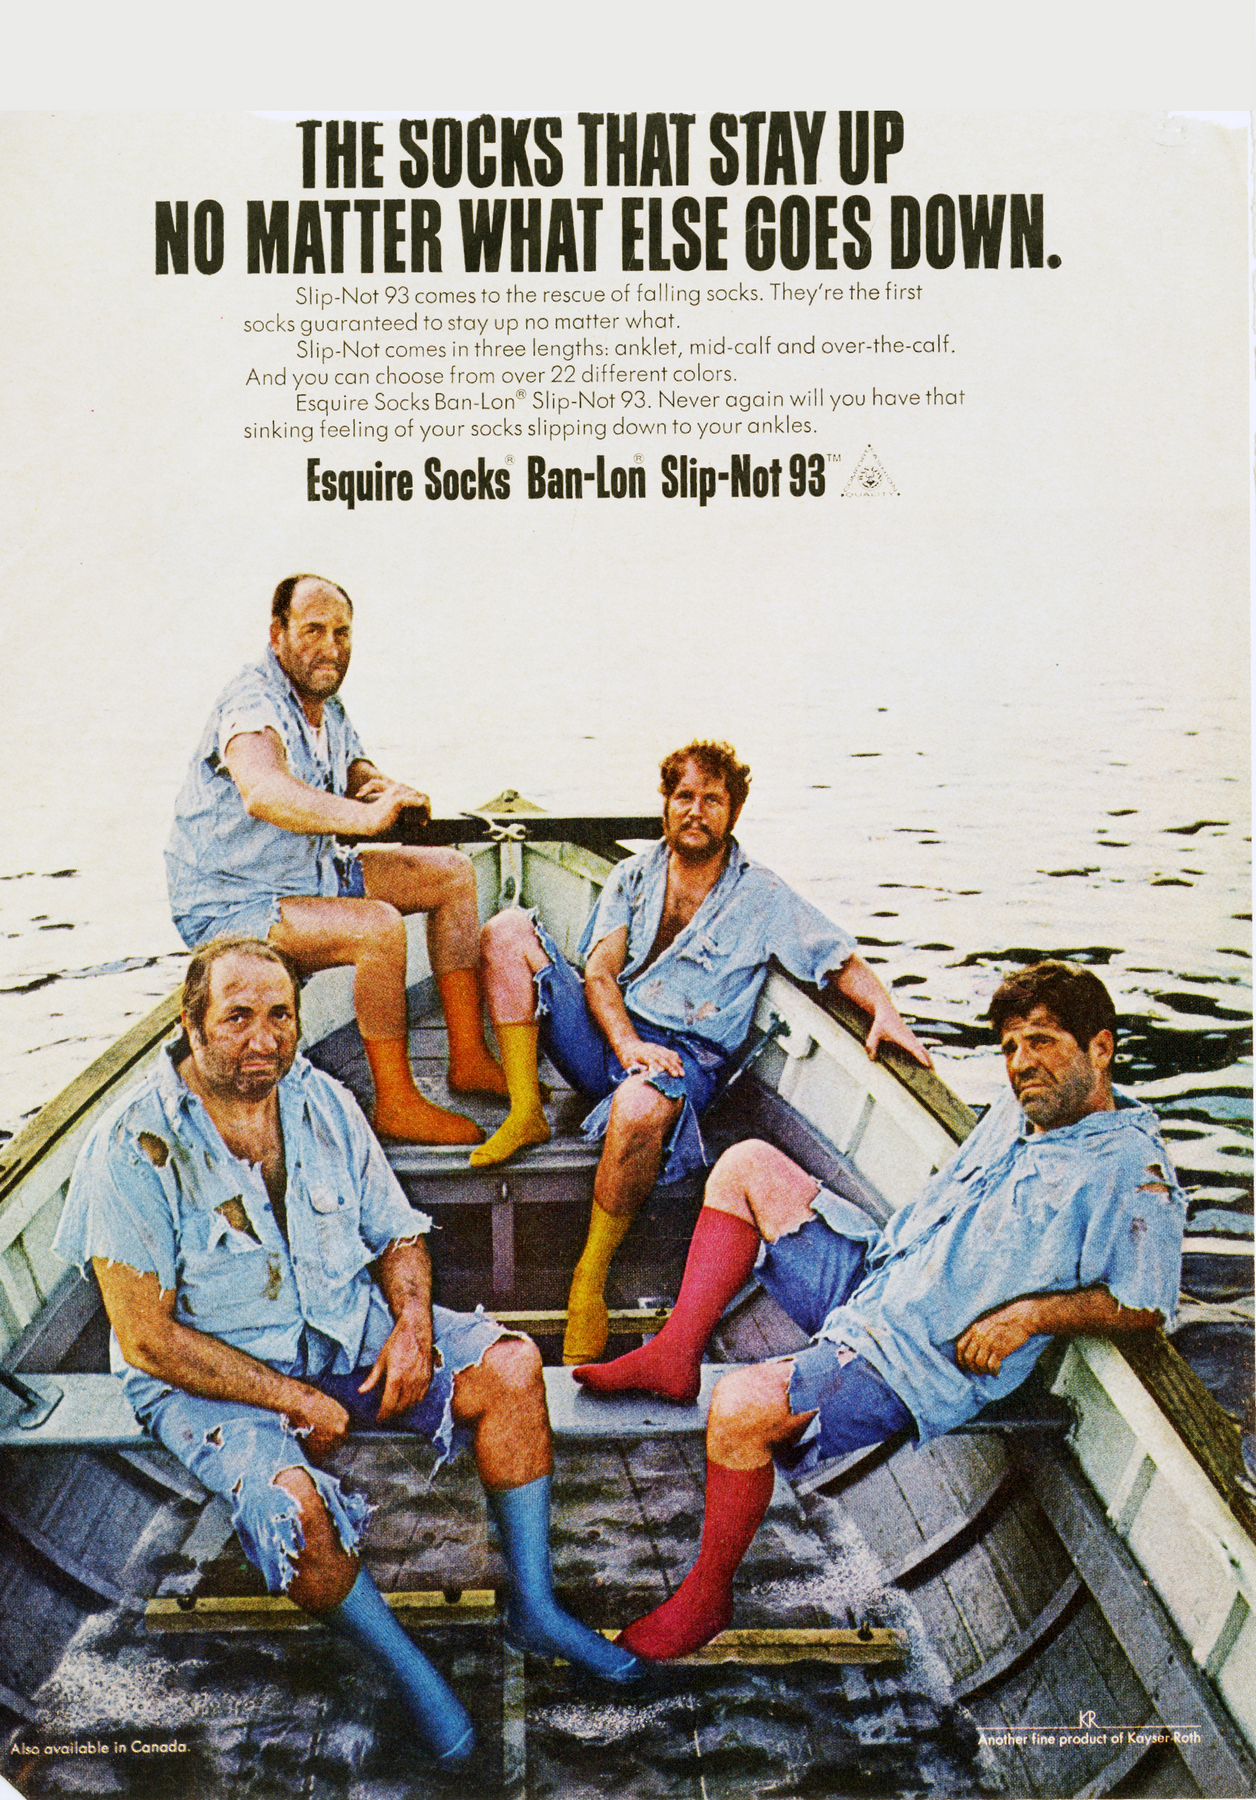 THE SOCKS THAT STAY UP
NO MATTER WHAT ELSE GOES DOWN.
Slip-Not 93 comes to the rescue of falling socks. They're the first
socks guaranteed to stay up no matter what.
Slip-Not comes in three lengths: anklet, mid-calf and over-the-calf.
And you can choose from over 22 different colors.
Esquire Socks Ban-Lon® Slip-Not 93. Never again will you have that
sinking feeling of your socks slipping down to your ankles.
Esquire Socks® Ban-Lon® Slip-Not 93™
QUALITY
Also available in Canada.
KR
Another fine product of Kayser-Roth